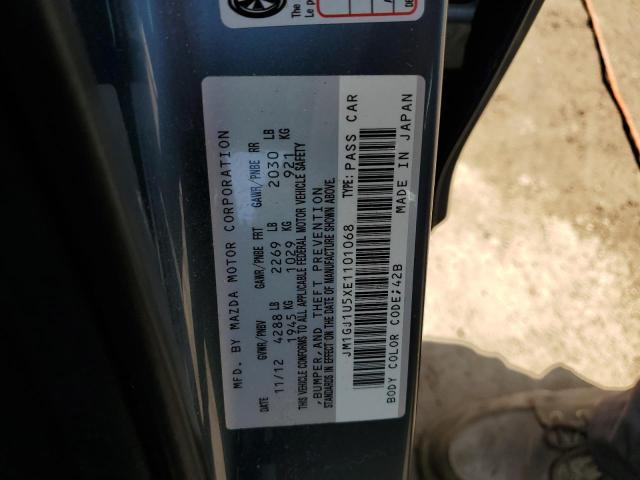 The
Le p
MFD. BY MAZDA MOTOR CORPORATION
DATE GVWR/PNBV GAWR/PNBE FRT GAWR/PNBE RR
11/12 4288 LB 2269 LB 2030 LB
1945 KG 1029 KG 921 KG
THIS VEHICLE CONFORMS TO ALL APPLICABLE FEDERAL MOTOR VEHICLE SAFETY
,BUMPER,AND THEFT PREVENTION
STANDARDS IN EFFECT ON THE DATE OF MANUFACTURE SHOWN ABOVE.
JM1GJ1U5XE1101068 TYPE: PASS CAR
BODY COLOR CODE;42B MADE IN JAPAN